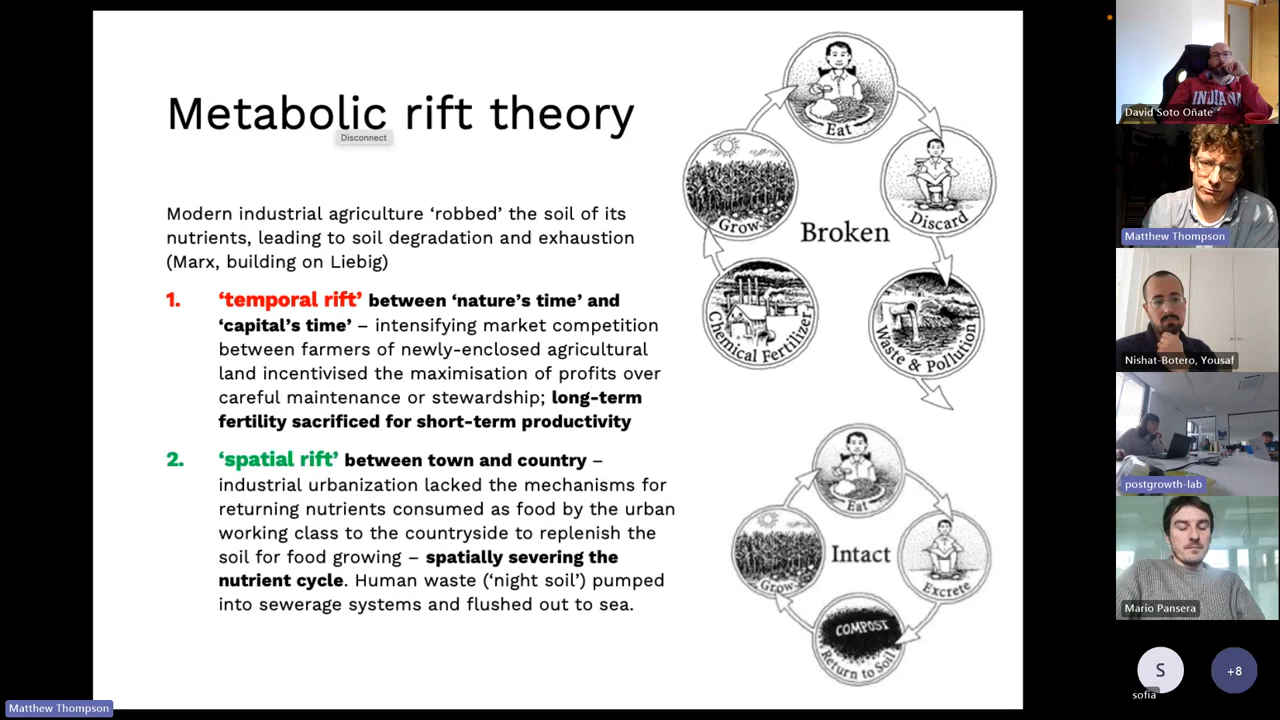 Metabolic rift theory
Disconnect
Modern industrial agriculture ‘robbed’ the soil of its
nutrients, leading to soil degradation and exhaustion
(Marx, building on Liebig)
1. ‘temporal rift’ between ‘nature’s time’ and
‘capital’s time’ – intensifying market competition
between farmers of newly-enclosed agricultural
land incentivised the maximisation of profits over
careful maintenance or stewardship; long-term
fertility sacrificed for short-term productivity
2. ‘spatial rift’ between town and country –
industrial urbanization lacked the mechanisms for
returning nutrients consumed as food by the urban
working class to the countryside to replenish the
soil for food growing – spatially severing the
nutrient cycle. Human waste (‘night soil’) pumped
into sewerage systems and flushed out to sea.
Eat
Discard
Waste & Pollution
Chemical Fertilizer
Grow
Broken
Eat
Excrete
COMPOST
Return to Soil
Grow
Intact
INDIANA
David Soto Oñate
Matthew Thompson
Nishat-Botero, Yousaf
postgrowth-lab
Mario Pansera
S
sofía
+8
Matthew Thompson